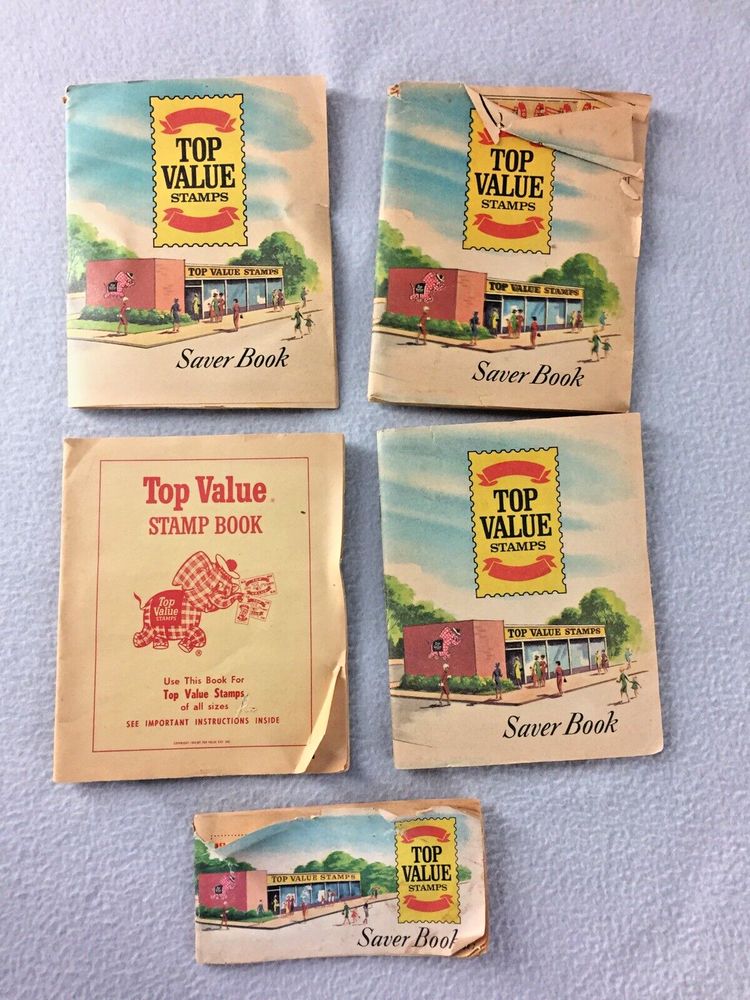 TOP
VALUE
STAMPS
TOP VALUE STAMPS
Saver Book
TOP
VALUE
STAMPS
TOP VALUE STAMPS
Saver Book
Top Value®
STAMP BOOK
Top
Value
STAMPS
®
Use This Book For
Top Value Stamps
of all sizes
SEE IMPORTANT INSTRUCTIONS INSIDE
TOP
VALUE
STAMPS
TOP VALUE STAMPS
Saver Book
TOP VALUE STAMPS
TOP
VALUE
STAMPS
Saver Book